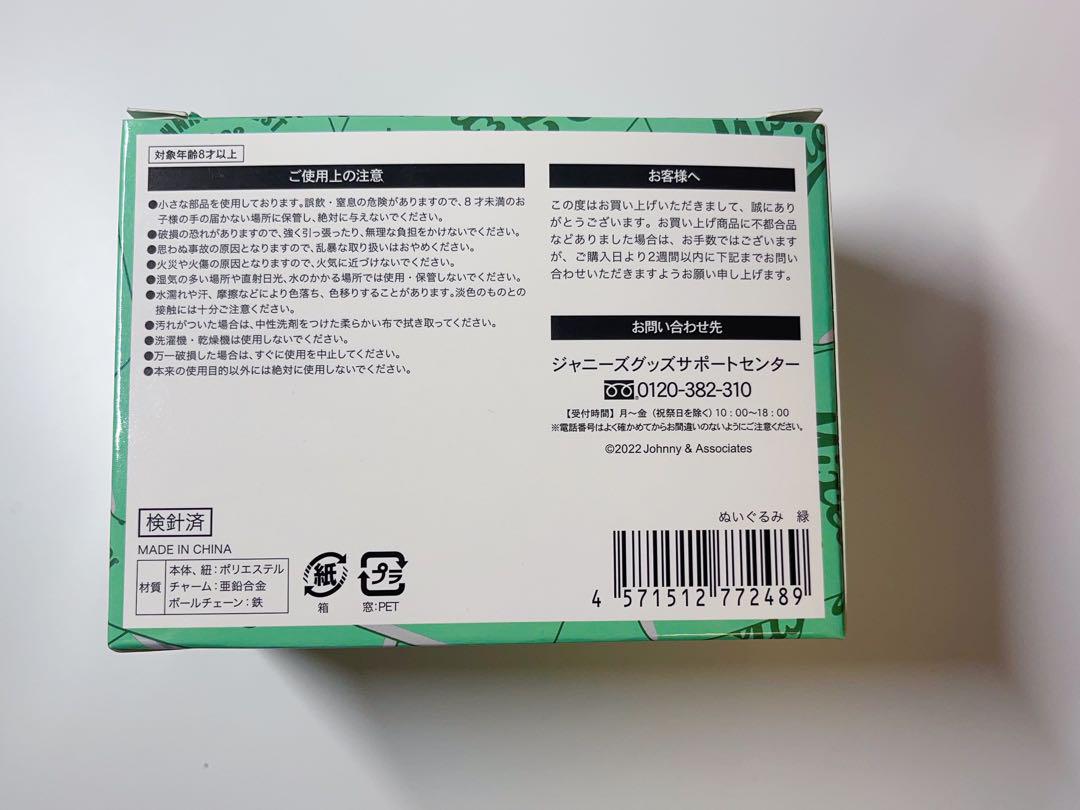 対象年齢8才以上
ご使用上の注意
●小さな部品を使用しております。誤飲・窒息の危険がありますので、8才未満のお
子様の手の届かない場所に保管し、絶対に与えないでください。
●破損の恐れがありますので、強く引っ張ったり、無理な負担をかけないでください。
●思わぬ事故の原因となりますので、乱暴な取り扱いはおやめください。
●火災や火傷の原因となりますので、火気に近づけないでください。
●湿気の多い場所や直射日光、水のかかる場所では使用・保管しないでください。
●水濡れや汗、摩擦などにより色落ち、色移りすることがあります。淡色のものとの
接触には十分ご注意ください。
●汚れがついた場合は、中性洗剤をつけた柔らかい布で拭き取ってください。
●洗濯機・乾燥機は使用しないでください。
●万一破損した場合は、すぐに使用を中止してください。
●本来の使用目的以外には絶対に使用しないでください。
お客様へ
この度はお買い上げいただきまして、誠にあり
がとうございます。お買い上げ商品に不都合品
などありました場合は、お手数ではございます
が、ご購入日より2週間以内に下記までお問い
合わせいただきますようお願い申し上げます。
お問い合わせ先
ジャニーズグッズサポートセンター
0120-382-310
【受付時間】月〜金（祝祭日を除く）10：00〜18：00
※電話番号はよく確かめてからお間違いのないようにご注意ください。
©2022 Johnny & Associates
検針済
MADE IN CHINA
材質
本体、紐：ポリエステル
チャーム：亜鉛合金
ボールチェーン：鉄
紙
箱
プラ
窓：PET
ぬいぐるみ 緑
4 571512 772489